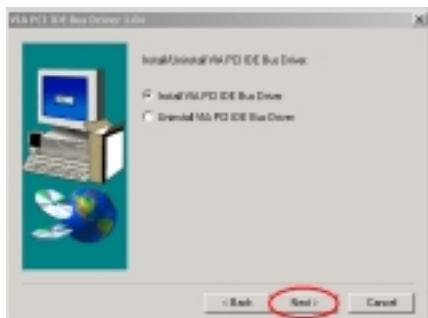 VIA PCI IDE Bus Driver
Install/Uninstall VIA PCI IDE Bus Driver:
Install VIA PCI IDE Bus Driver
Uninstall VIA PCI IDE Bus Driver
< Back
Next >
Cancel